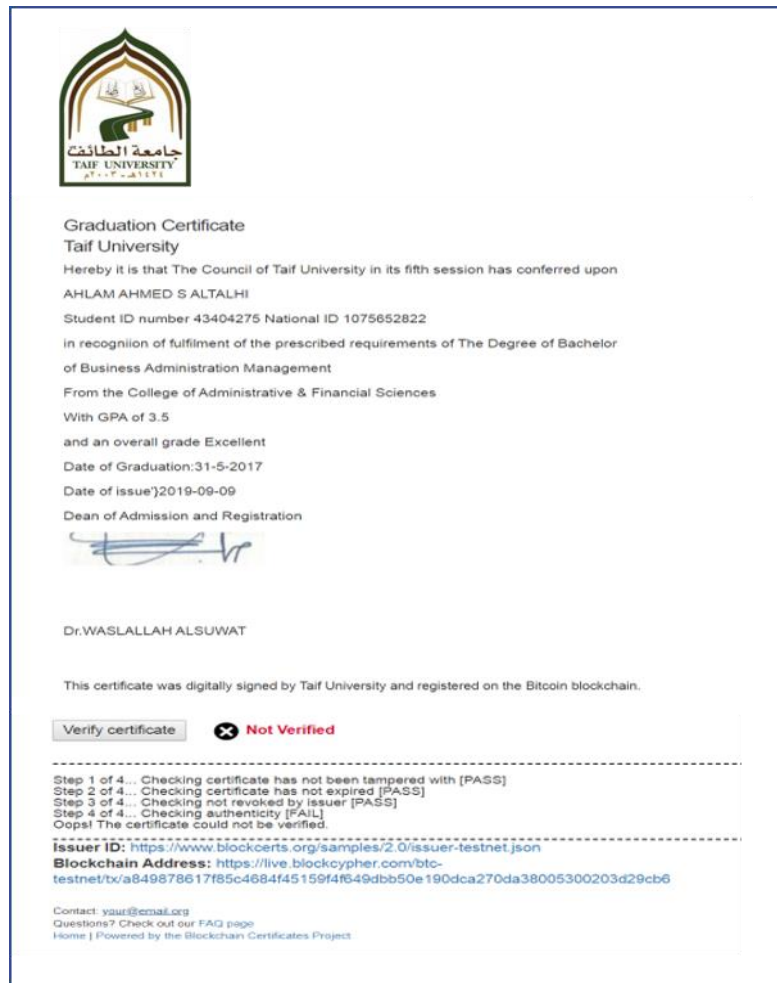 جامعة الطائف
TAIF UNIVERSITY
١٤٢٤هـ - ٢٠٠٣م
Graduation Certificate
Taif University
Hereby it is that The Council of Taif University in its fifth session has conferred upon
AHLAM AHMED S ALTALHI
Student ID number 43404275 National ID 1075652822
in recogniion of fulfilment of the prescribed requirements of The Degree of Bachelor
of Business Administration Management
From the College of Administrative & Financial Sciences
With GPA of 3.5
and an overall grade Excellent
Date of Graduation:31-5-2017
Date of issue'}2019-09-09
Dean of Admission and Registration
Dr.WASLALLAH ALSUWAT
This certificate was digitally signed by Taif University and registered on the Bitcoin blockchain.
Verify certificate Not Verified
Step 1 of 4... Checking certificate has not been tampered with [PASS]
Step 2 of 4... Checking certificate has not expired [PASS]
Step 3 of 4... Checking not revoked by issuer [PASS]
Step 4 of 4... Checking authenticity [FAIL]
Oops! The certificate could not be verified.
Issuer ID: https://www.blockcerts.org/samples/2.0/issuer-testnet.json
Blockchain Address: https://live.blockcypher.com/btc-
testnet/tx/a849878617f85c4684f45159f4f649dbb50e190dca270da38005300203d29cb6
Contact: your@email.org
Questions? Check out our FAQ page
Home | Powered by the Blockchain Certificates Project